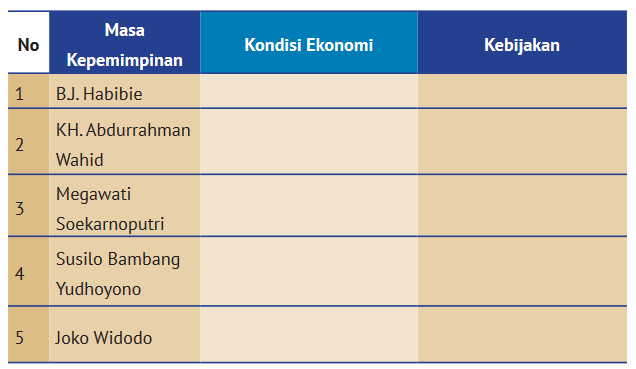 No
Masa
Kepemimpinan
Kondisi Ekonomi
Kebijakan
1
B.J. Habibie
2
KH. Abdurrahman
Wahid
3
Megawati
Soekarnoputri
4
Susilo Bambang
Yudhoyono
5
Joko Widodo